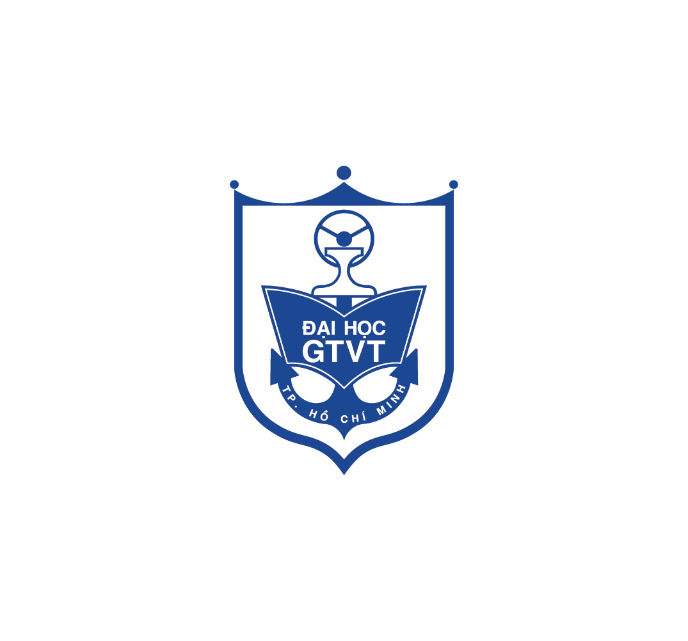 ĐẠI HỌC
GTVT
TP. HỒ CHÍ MINH